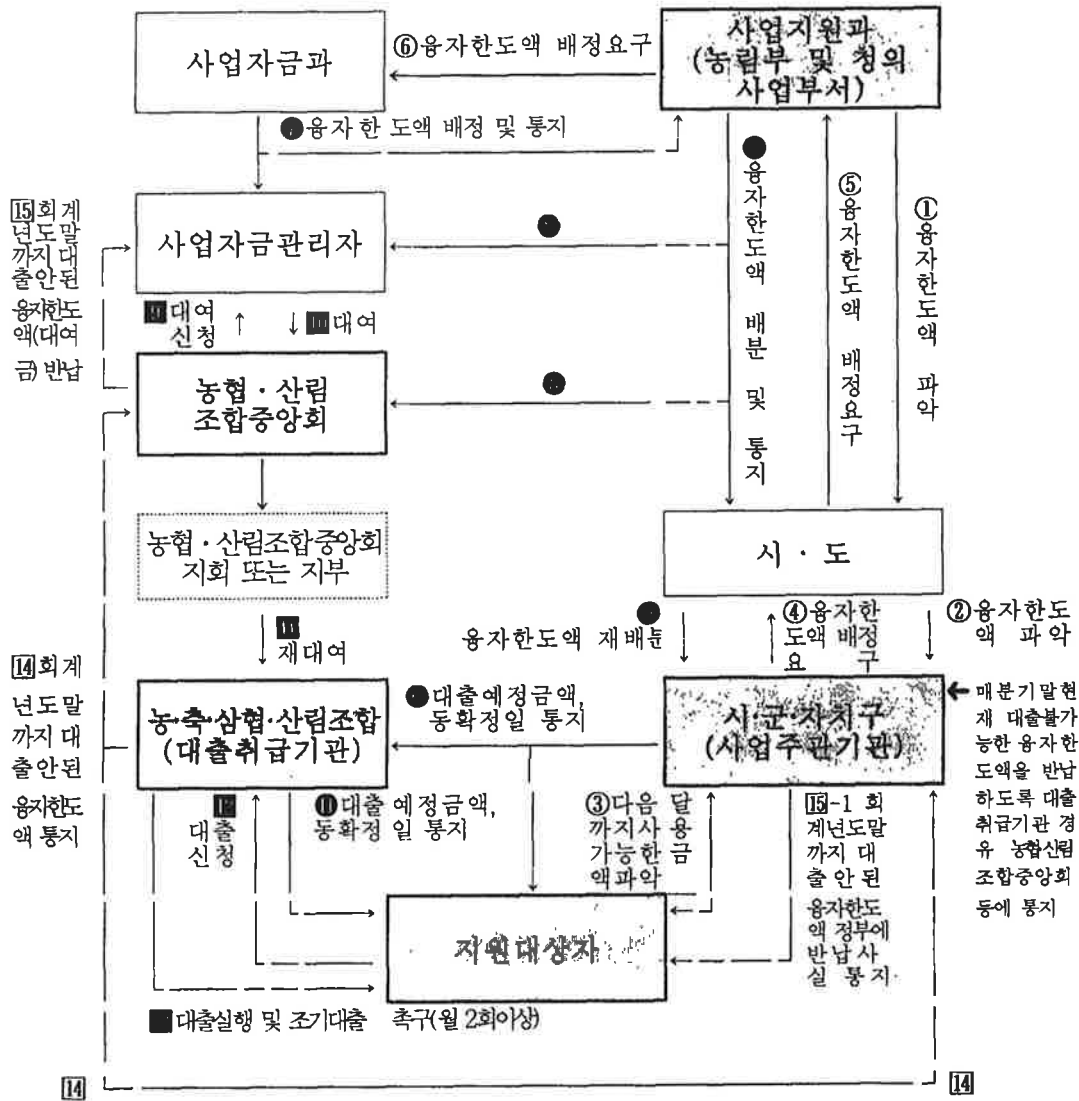 사업자금과
⑥융자한도액 배정요구
사업지원과
(농림부 및 청의
사업부서)
●융자한 도액 배정 및 통지
●
융자한도액 배분 및 통지
⑤융자한도액 배정요구
①융자한도액 파악
15회계
년도말
까지대
출안된
융자한도
액(대여
금) 반납
사업자금관리자
●
대여
신청
대여
농협·산림
조합중앙회
●
농협·산림조합중앙회
지회 또는 지부
시·도
재대여
융자한도액 재배분
④융자한
도액 배정
요 구
②융자한도
액 파악
14회계
년도말
까지대
출안된
융자한도
액 통지
농·축·삼협·산림조합
(대출취급기관)
●대출예정금액,
동확정일 통지
시·군·자치구
(사업주관기관)
매분기말현
재 대출불가
능한 융자한
도액을 반납
하도록 대출
취급기관 경
유 농협산림
조합중앙회
등에 통지
대출
신청
⑪대출 예정금액,
동확정 일 통지
③다음 달
까지사용
가능한금
액파악
15-1 회
계년도말
까지 대
출 안된
융자한도
액 정부에
반납사
실 통지
지원대상자
대출실행 및 조기대출 촉구(월 2회이상)
14
14